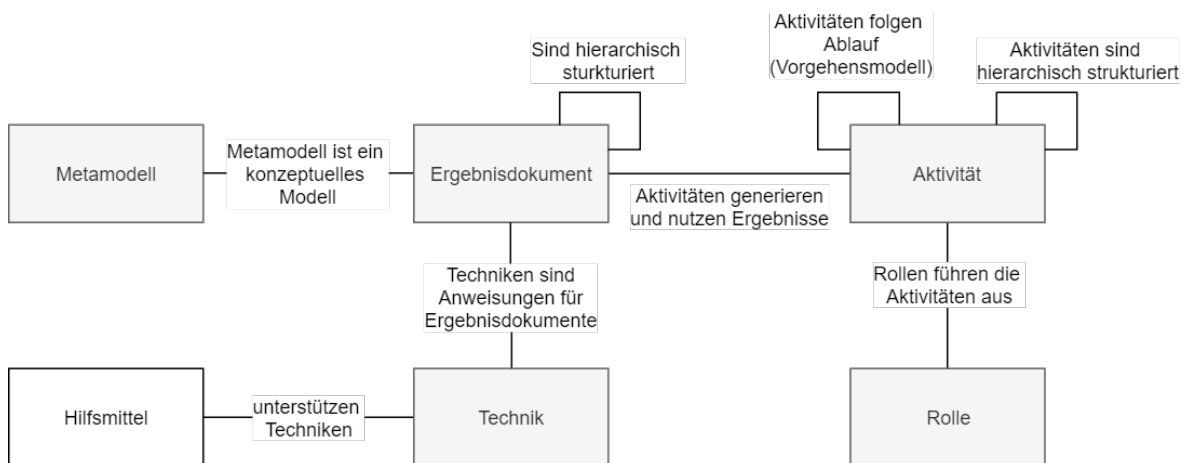 Aktivitäten folgen
Ablauf
(Vorgehensmodell)
Sind hierarchisch
sturkturiert
Aktivitäten sind
hierarchisch strukturiert
Metamodell
Metamodell ist ein
konzeptuelles
Modell
Ergebnisdokument
Aktivitäten generieren
und nutzen Ergebnisse
Aktivität
Techniken sind
Anweisungen für
Ergebnisdokumente
Rollen führen die
Aktivitäten aus
Hilfsmittel
unterstützen
Techniken
Technik
Rolle